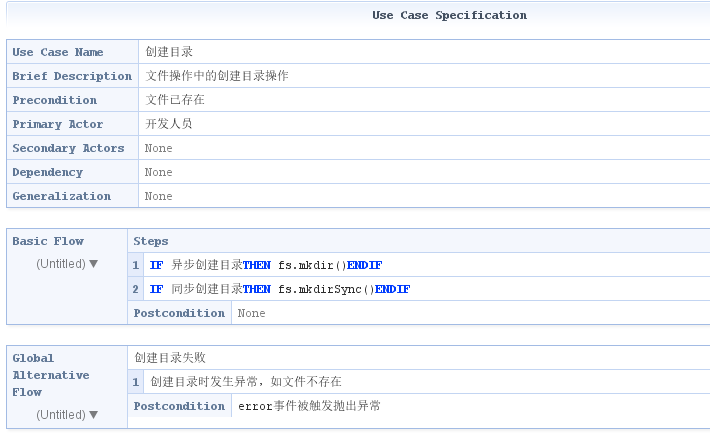 Use Case Specification
Use Case Name 创建目录
Brief Description 文件操作中的创建目录操作
Precondition 文件已存在
Primary Actor 开发人员
Secondary Actors None
Dependency None
Generalization None
Basic Flow Steps
(Untitled) ▼ 1 IF 异步创建目录THEN fs.mkdir()ENDIF
2 IF 同步创建目录THEN fs.mkdirSync()ENDIF
Postcondition None
Global Alternative Flow 创建目录失败
1 创建目录时发生异常，如文件不存在
(Untitled) ▼ Postcondition error事件被触发抛出异常